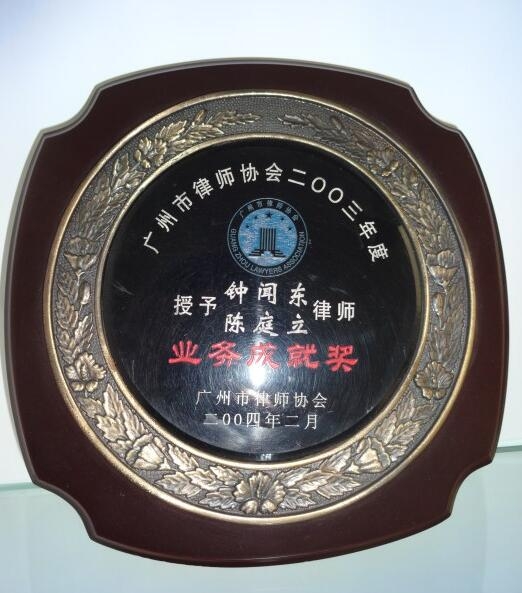 广州市律师协会二〇〇三年度
广州市律师协会
GUANG ZHOU LAWYERS ASSOCIATION
授予钟闻东律师
陈庭立
业务成就奖
广州市律师协会
二〇〇四年二月